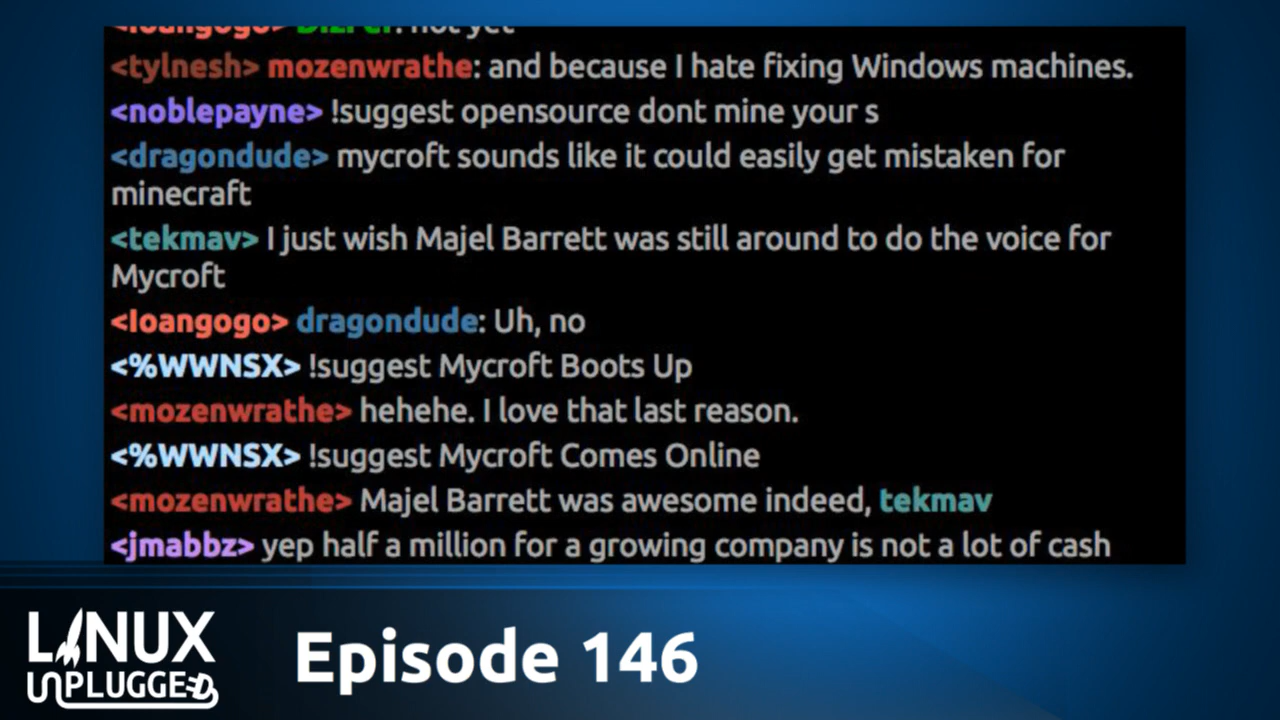 <loangogo> DizFer: not yet
<tylnesh> mozenwrathe: and because I hate fixing Windows machines.
<noblepayne> !suggest opensource dont mine your s
<dragondude> mycroft sounds like it could easily get mistaken for
minecraft
<tekmav> I just wish Majel Barrett was still around to do the voice for
Mycroft
<loangogo> dragondude: Uh, no
<%WWNSX> !suggest Mycroft Boots Up
<mozenwrathe> hehehe. I love that last reason.
<%WWNSX> !suggest Mycroft Comes Online
<mozenwrathe> Majel Barrett was awesome indeed, tekmav
<jmabbz> yep half a million for a growing company is not a lot of cash
LINUX
UNPLUGGED
Episode 146